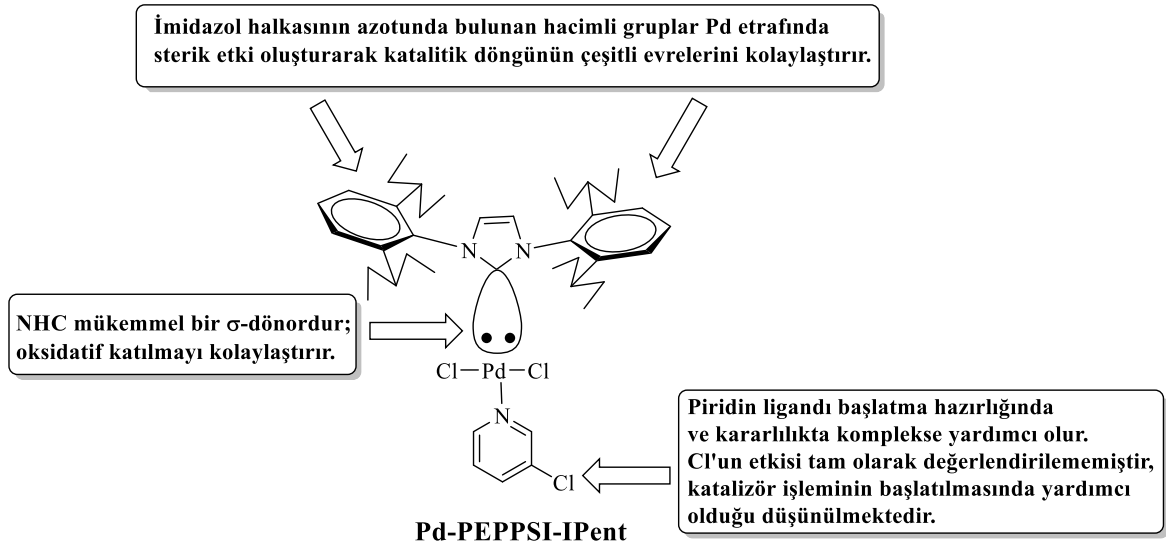 İmidazol halkasının azotunda bulunan hacimli gruplar Pd etrafında
sterik etki oluşturarak katalitik döngünün çeşitli evrelerini kolaylaştırır.
N
N
NHC mükemmel bir σ-dönordur;
oksidatif katılmayı kolaylaştırır.
Cl Pd Cl
N
Cl
Piridin ligandı başlatma hazırlığında
ve kararlılıkta komplekse yardımcı olur.
Cl'un etkisi tam olarak değerlendirilememiştir,
katalizör işleminin başlatılmasında yardımcı
olduğu düşünülmektedir.
Pd-PEPPSI-IPent